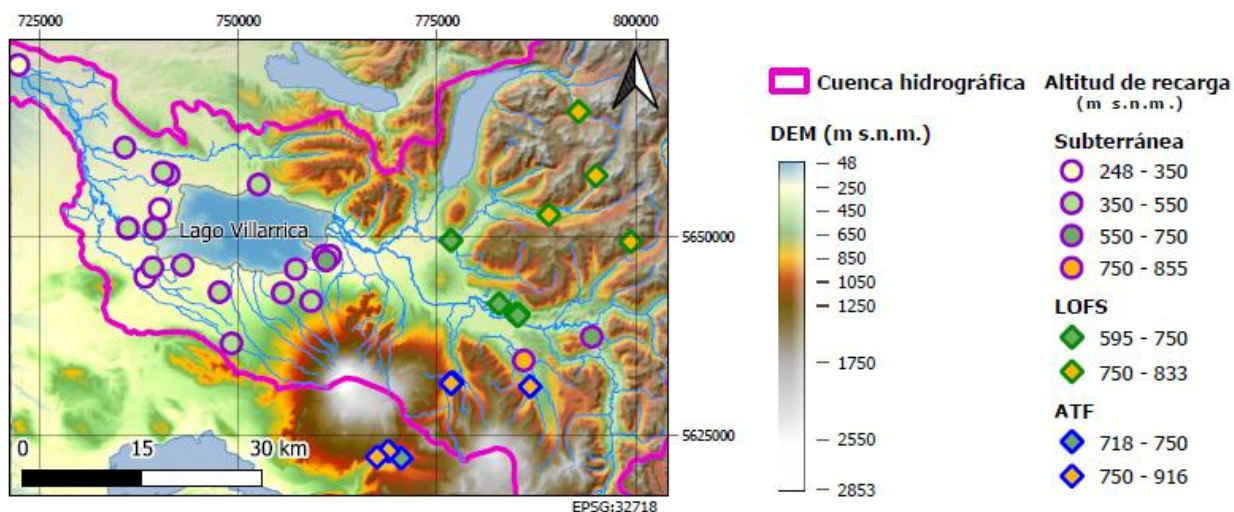 725000 750000 775000 800000
Lago Villarrica
5650000
5625000
0 15 30 km
EPSG:32718
Cuenca hidrográfica
DEM (m s.n.m.)
48
250
450
650
850
1050
1250
1750
2550
2853
Altitud de recarga
(m s.n.m.)
Subterránea
248 - 350
350 - 550
550 - 750
750 - 855
LOFS
595 - 750
750 - 833
ATF
718 - 750
750 - 916